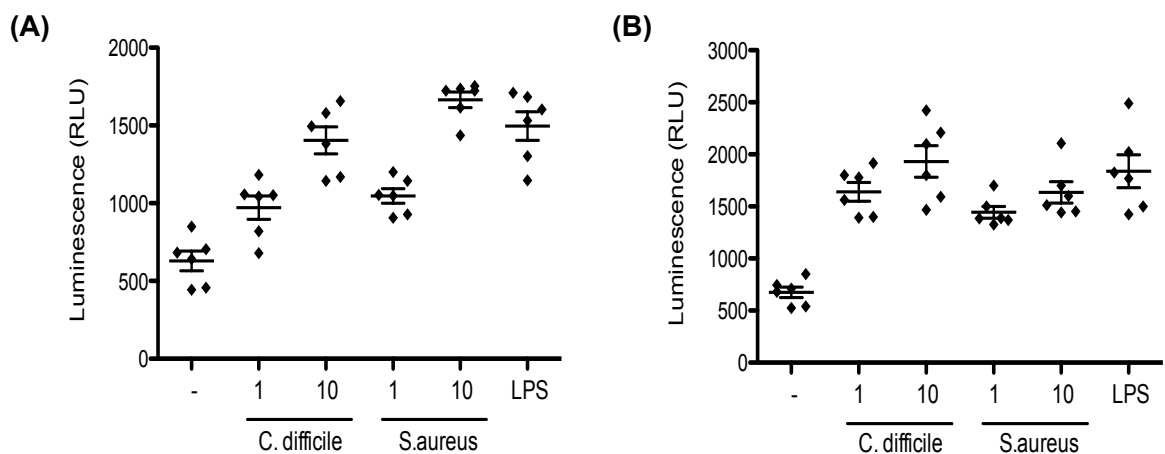 (A)
Luminescence (RLU)
2000
1500
1000
500
0
- 1 10 1 10 LPS
C. difficile S.aureus
(B)
Luminescence (RLU)
3000
2500
2000
1500
1000
500
0
- 1 10 1 10 LPS
C. difficile S.aureus